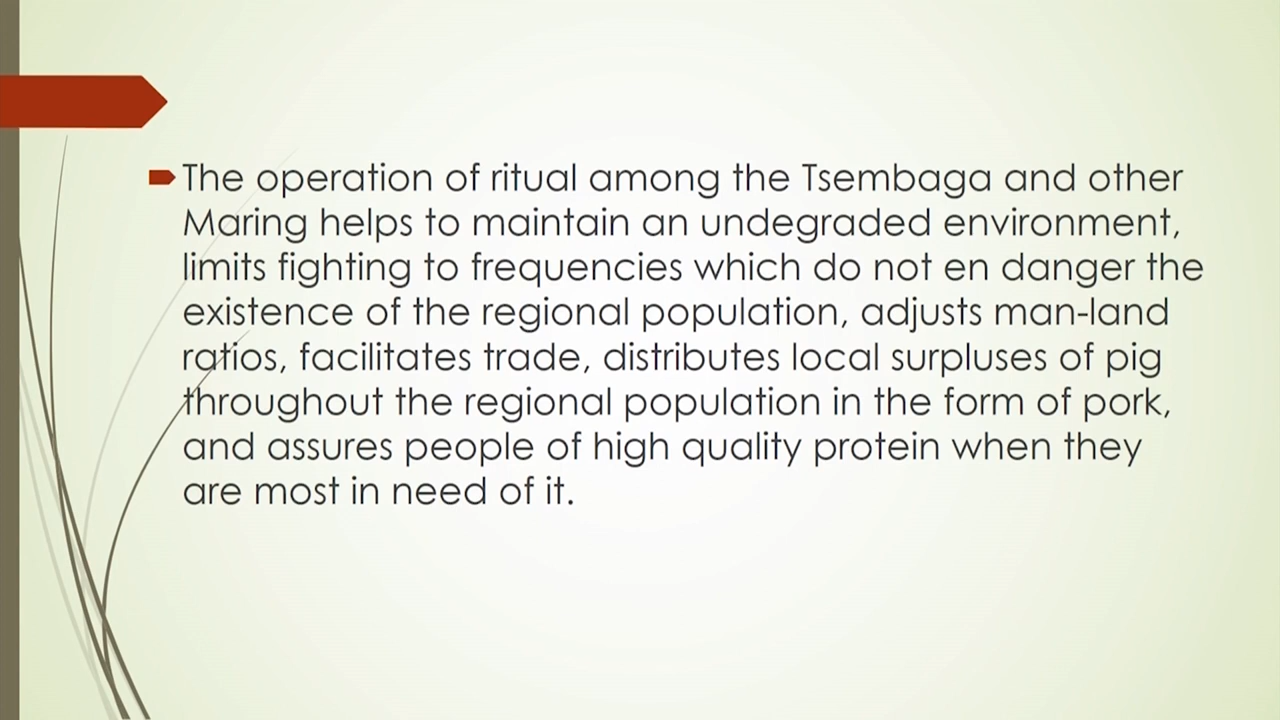 The operation of ritual among the Tsembaga and other
Maring helps to maintain an undegraded environment,
limits fighting to frequencies which do not en danger the
existence of the regional population, adjusts man-land
ratios, facilitates trade, distributes local surpluses of pig
throughout the regional population in the form of pork,
and assures people of high quality protein when they
are most in need of it.